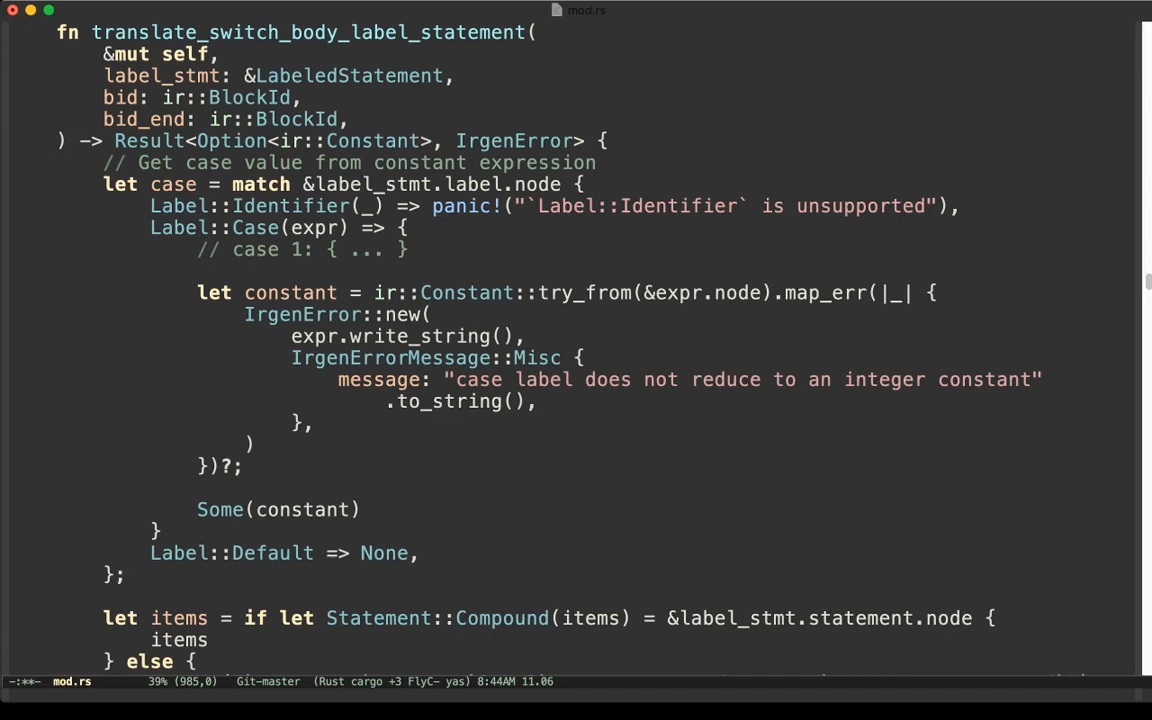 mod.rs
fn translate_switch_body_label_statement(
    &mut self,
    label_stmt: &LabeledStatement,
    bid: ir::BlockId,
    bid_end: ir::BlockId,
) -> Result<Option<ir::Constant>, IrgenError> {
    // Get case value from constant expression
    let case = match &label_stmt.label.node {
        Label::Identifier(_) => panic!("`Label::Identifier` is unsupported"),
        Label::Case(expr) => {
            // case 1: { ... }
            let constant = ir::Constant::try_from(&expr.node).map_err(|_| {
                IrgenError::new(
                    expr.write_string(),
                    IrgenErrorMessage::Misc {
                        message: "case label does not reduce to an integer constant"
                            .to_string(),
                    },
                )
            })?;
            Some(constant)
        }
        Label::Default => None,
    };
    let items = if let Statement::Compound(items) = &label_stmt.statement.node {
        items
    } else {
-:**-  mod.rs        39% (985,0)    Git-master  (Rust cargo +3 FlyC- yas) 8:44AM 11.06